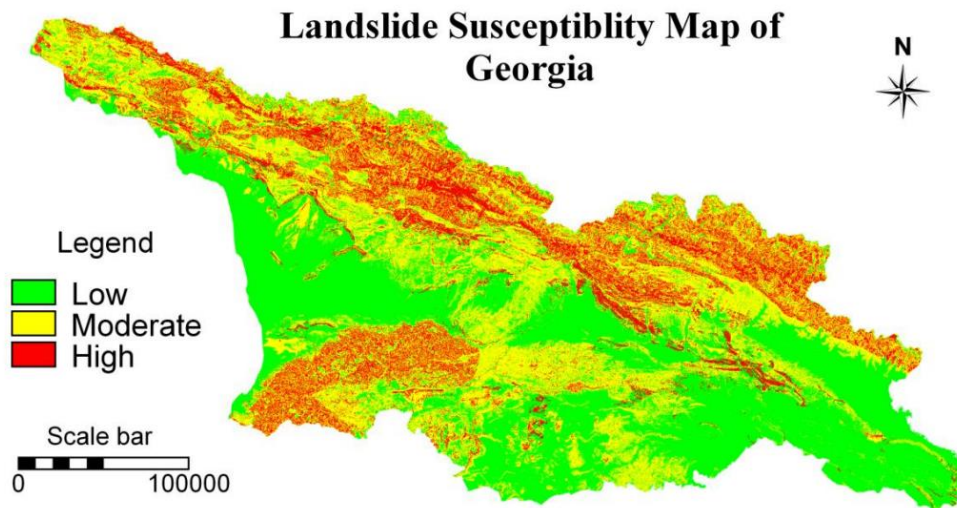 Landslide Susceptiblity Map of
Georgia
N
Legend
Low
Moderate
High
Scale bar
0 100000